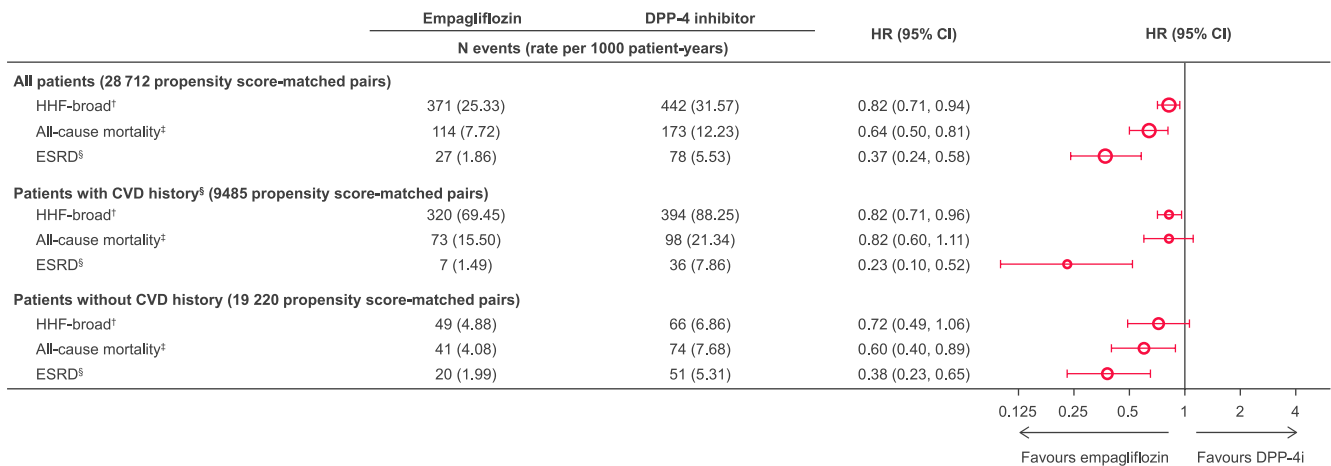 Empagliflozin DPP-4 inhibitor HR (95% CI) HR (95% CI)
N events (rate per 1000 patient-years)
All patients (28 712 propensity score-matched pairs)
HHF-broad† 371 (25.33) 442 (31.57) 0.82 (0.71, 0.94)
All-cause mortality‡ 114 (7.72) 173 (12.23) 0.64 (0.50, 0.81)
ESRD§ 27 (1.86) 78 (5.53) 0.37 (0.24, 0.58)
Patients with CVD history§ (9485 propensity score-matched pairs)
HHF-broad† 320 (69.45) 394 (88.25) 0.82 (0.71, 0.96)
All-cause mortality‡ 73 (15.50) 98 (21.34) 0.82 (0.60, 1.11)
ESRD§ 7 (1.49) 36 (7.86) 0.23 (0.10, 0.52)
Patients without CVD history (19 220 propensity score-matched pairs)
HHF-broad† 49 (4.88) 66 (6.86) 0.72 (0.49, 1.06)
All-cause mortality‡ 41 (4.08) 74 (7.68) 0.60 (0.40, 0.89)
ESRD§ 20 (1.99) 51 (5.31) 0.38 (0.23, 0.65)
0.125 0.25 0.5 1 2 4
Favours empagliflozin Favours DPP-4i